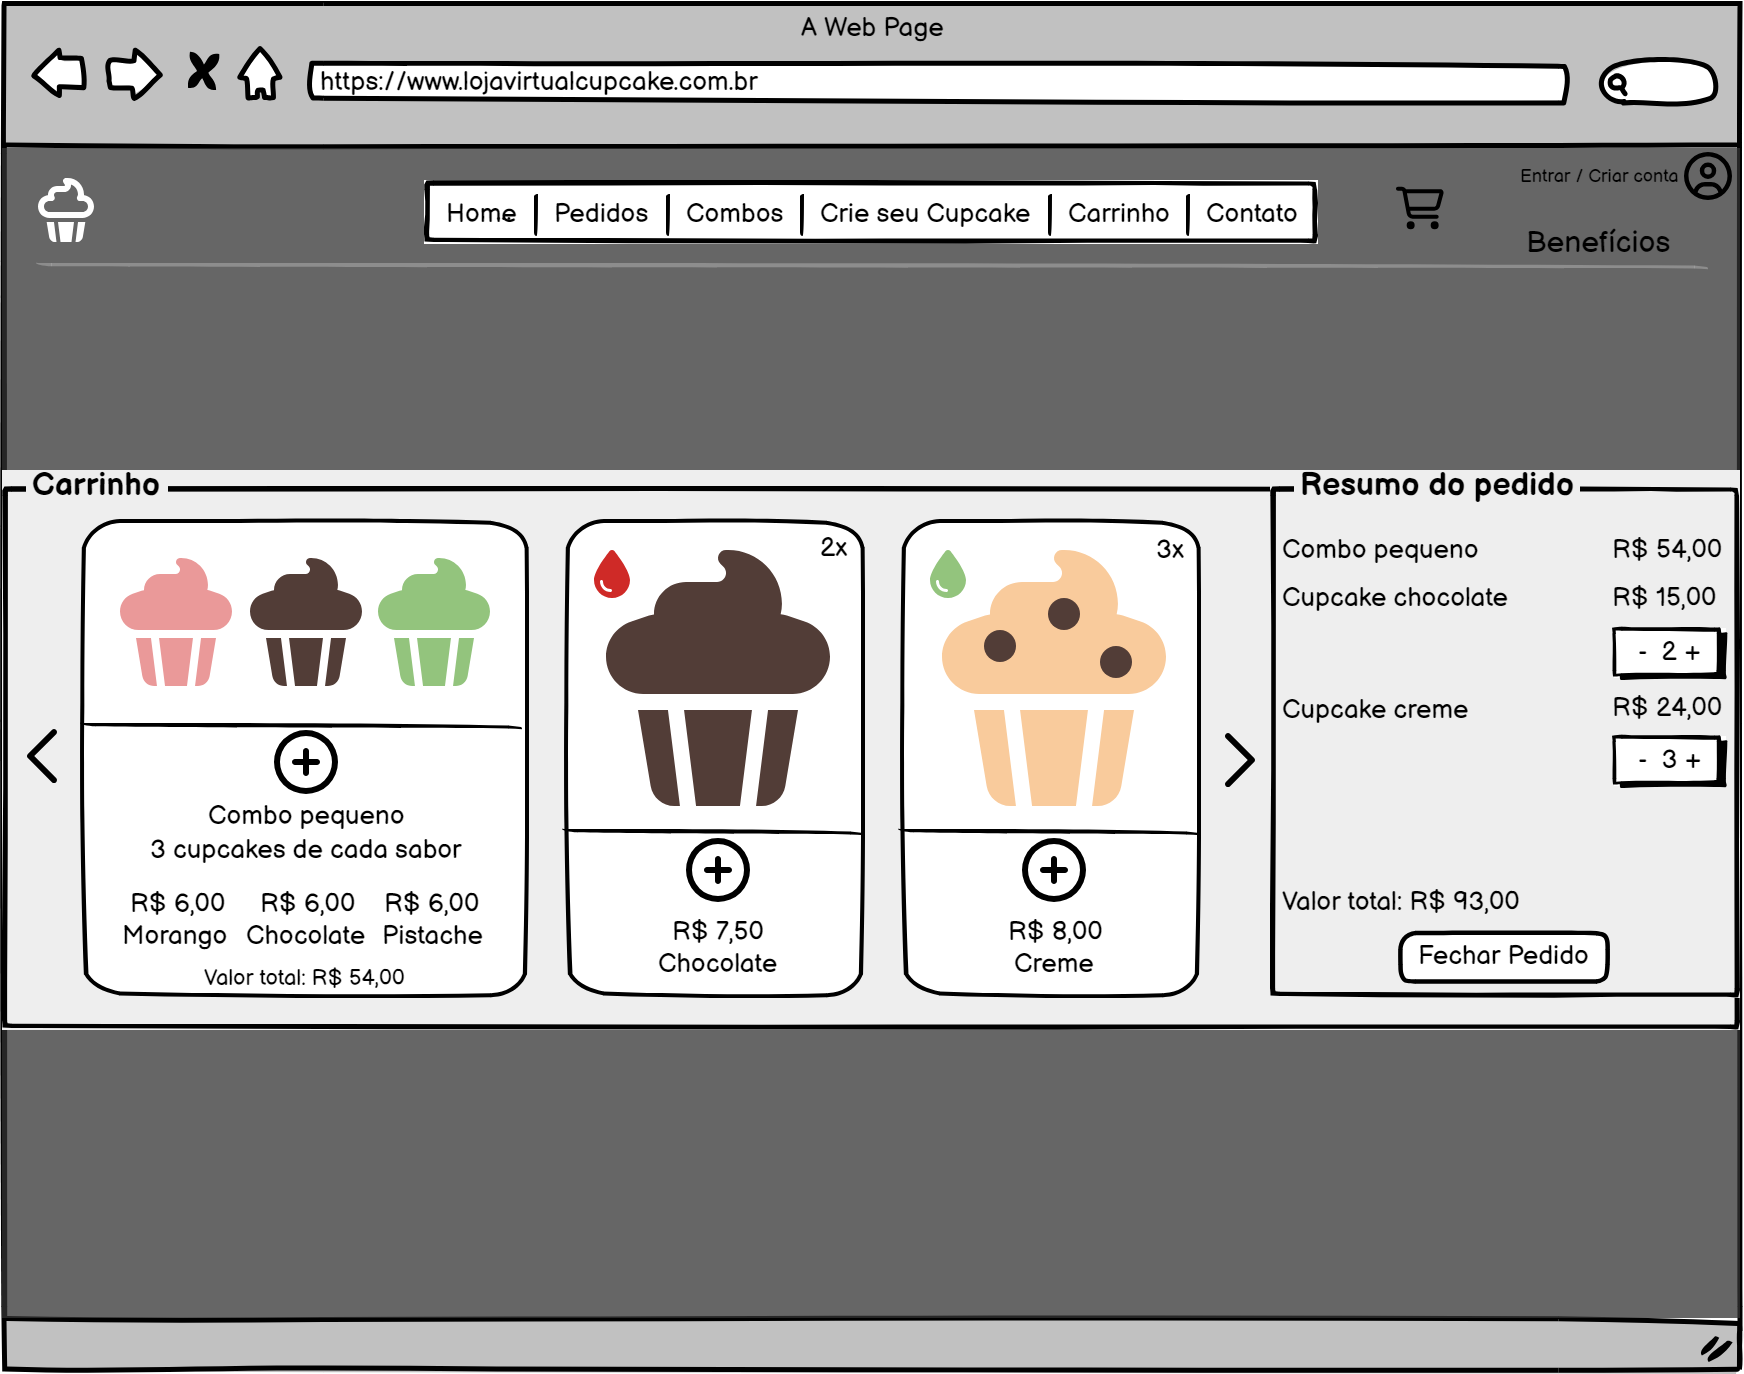 A Web Page
https://www.lojavirtualcupcake.com.br
Entrar / Criar conta
Home Pedidos Combos Crie seu Cupcake Carrinho Contato
Benefícios
Carrinho
2x
3x
Combo pequeno
3 cupcakes de cada sabor
R$ 6,00 R$ 6,00 R$ 6,00
Morango Chocolate Pistache
Valor total: R$ 54,00
R$ 7,50
Chocolate
R$ 8,00
Creme
Resumo do pedido
Combo pequeno R$ 54,00
Cupcake chocolate R$ 15,00
- 2 +
Cupcake creme R$ 24,00
- 3 +
Valor total: R$ 93,00
Fechar Pedido